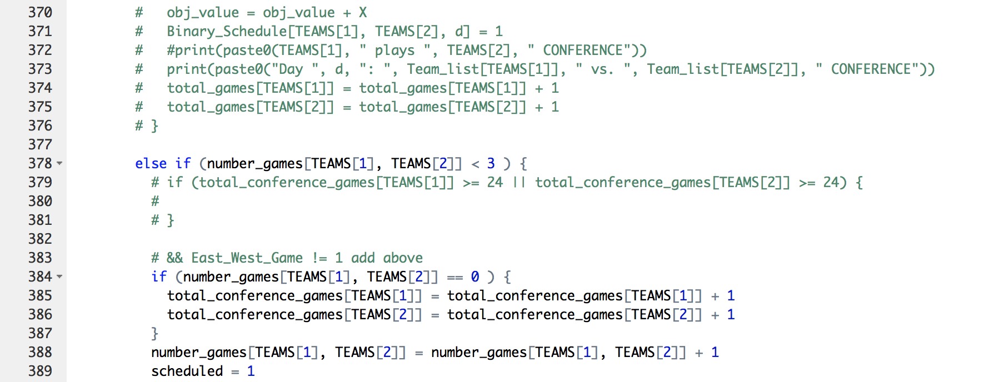 370 #   obj_value = obj_value + X
371 #   Binary_Schedule[TEAMS[1], TEAMS[2], d] = 1
372 #   #print(paste0(TEAMS[1], " plays ", TEAMS[2], " CONFERENCE"))
373 #   print(paste0("Day ", d, ": ", Team_list[TEAMS[1]], " vs. ", Team_list[TEAMS[2]], " CONFERENCE"))
374 #   total_games[TEAMS[1]] = total_games[TEAMS[1]] + 1
375 #   total_games[TEAMS[2]] = total_games[TEAMS[2]] + 1
376 # }
377
378 else if (number_games[TEAMS[1], TEAMS[2]] < 3 ) {
379   # if (total_conference_games[TEAMS[1]] >= 24 || total_conference_games[TEAMS[2]] >= 24) {
380   #
381   # }
382
383   # && East_West_Game != 1 add above
384   if (number_games[TEAMS[1], TEAMS[2]] == 0 ) {
385     total_conference_games[TEAMS[1]] = total_conference_games[TEAMS[1]] + 1
386     total_conference_games[TEAMS[2]] = total_conference_games[TEAMS[2]] + 1
387   }
388   number_games[TEAMS[1], TEAMS[2]] = number_games[TEAMS[1], TEAMS[2]] + 1
389   scheduled = 1